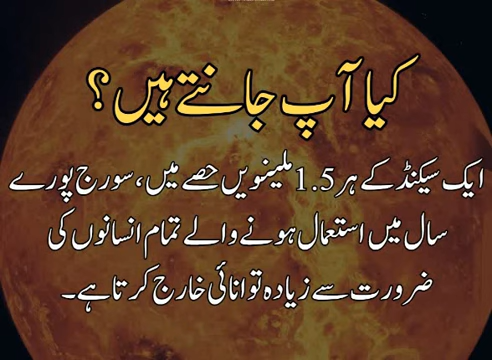 کیا آپ جانتے ہیں؟
ایک سیکنڈ کے ہر 1.5 ملینویں حصے میں، سورج پورے
سال میں استعمال ہونے والے تمام انسانوں کی
ضرورت سے زیادہ توانائی خارج کرتا ہے۔